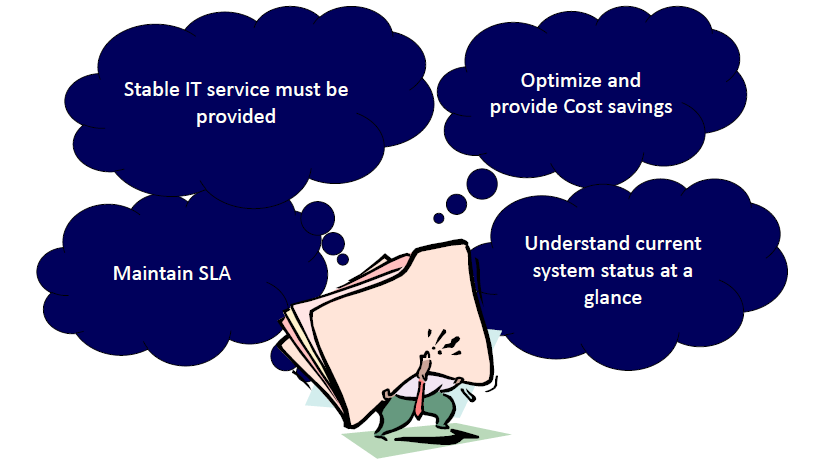 Stable IT service must be
provided
Optimize and
provide Cost savings
Maintain SLA
Understand current
system status at a
glance